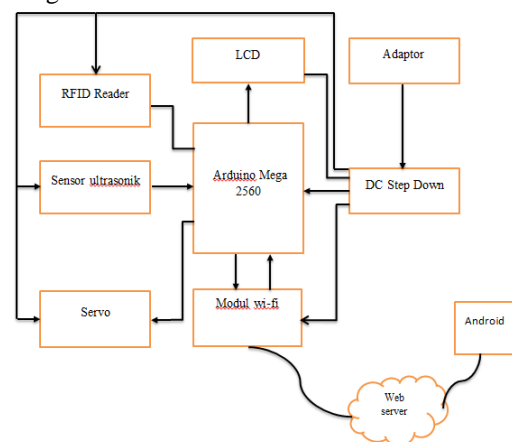 LCD
Adaptor
RFID Reader
Sensor ultrasonik
Arduino Mega
2560
DC Step Down
Servo
Modul wi-fi
Android
Web
server